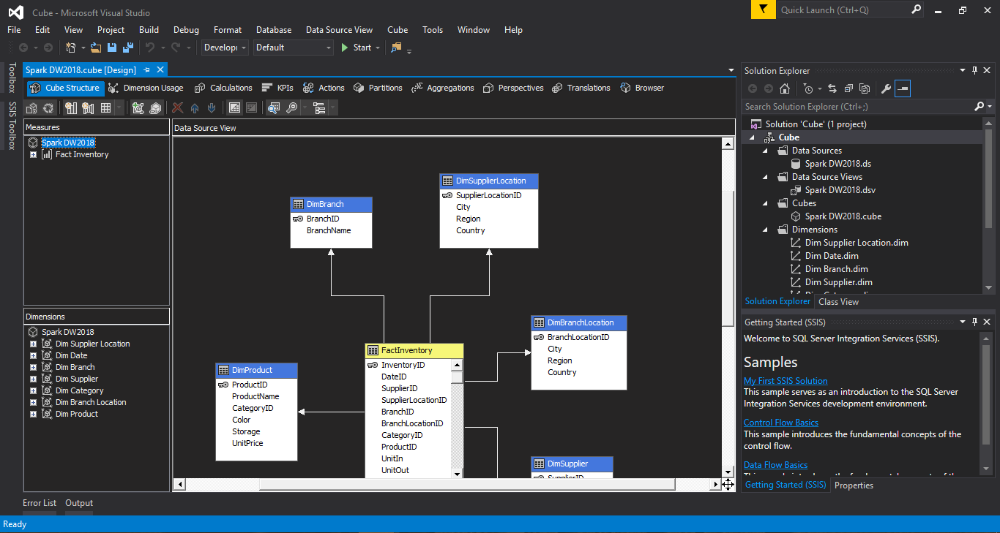 Cube - Microsoft Visual Studio
Quick Launch (Ctrl+Q)
File Edit View Project Build Debug Format Database Data Source View Cube Tools Window Help
Default Start
Toolbox
SSIS Toolbox
Spark DW2018.cube [Design]
Cube Structure Dimension Usage Calculations KPIs Actions Partitions Aggregations Perspectives Translations Browser
Measures
Spark DW2018
Fact Inventory
Dimensions
Spark DW2018
Dim Supplier Location
Dim Date
Dim Branch
Dim Supplier
Dim Category
Dim Branch Location
Dim Product
Data Source View
DimSupplierLocation
SupplierLocationID
City
Region
Country
DimBranch
BranchID
BranchName
DimBranchLocation
BranchLocationID
City
Region
Country
FactInventory
InventoryID
DateID
SupplierID
SupplierLocationID
BranchID
BranchLocationID
CategoryID
ProductID
UnitIn
UnitOut
DimProduct
ProductID
ProductName
CategoryID
Color
Storage
UnitPrice
DimSupplier
SupplierID
Solution Explorer
Search Solution Explorer (Ctrl+;)
Solution 'Cube' (1 project)
Cube
Data Sources
Spark DW2018.ds
Data Source Views
Spark DW2018.dsv
Cubes
Spark DW2018.cube
Dimensions
Dim Supplier Location.dim
Dim Date.dim
Dim Branch.dim
Dim Supplier.dim
Solution Explorer Class View
Getting Started (SSIS)
Welcome to SQL Server Integration Services (SSIS).
Samples
My First SSIS Solution
This sample serves as an introduction to the SQL Server
Integration Services development environment.
Control Flow Basics
This sample introduces the fundamental concepts of the
control flow.
Data Flow Basics
Getting Started (SSIS) Properties
Error List Output
Ready